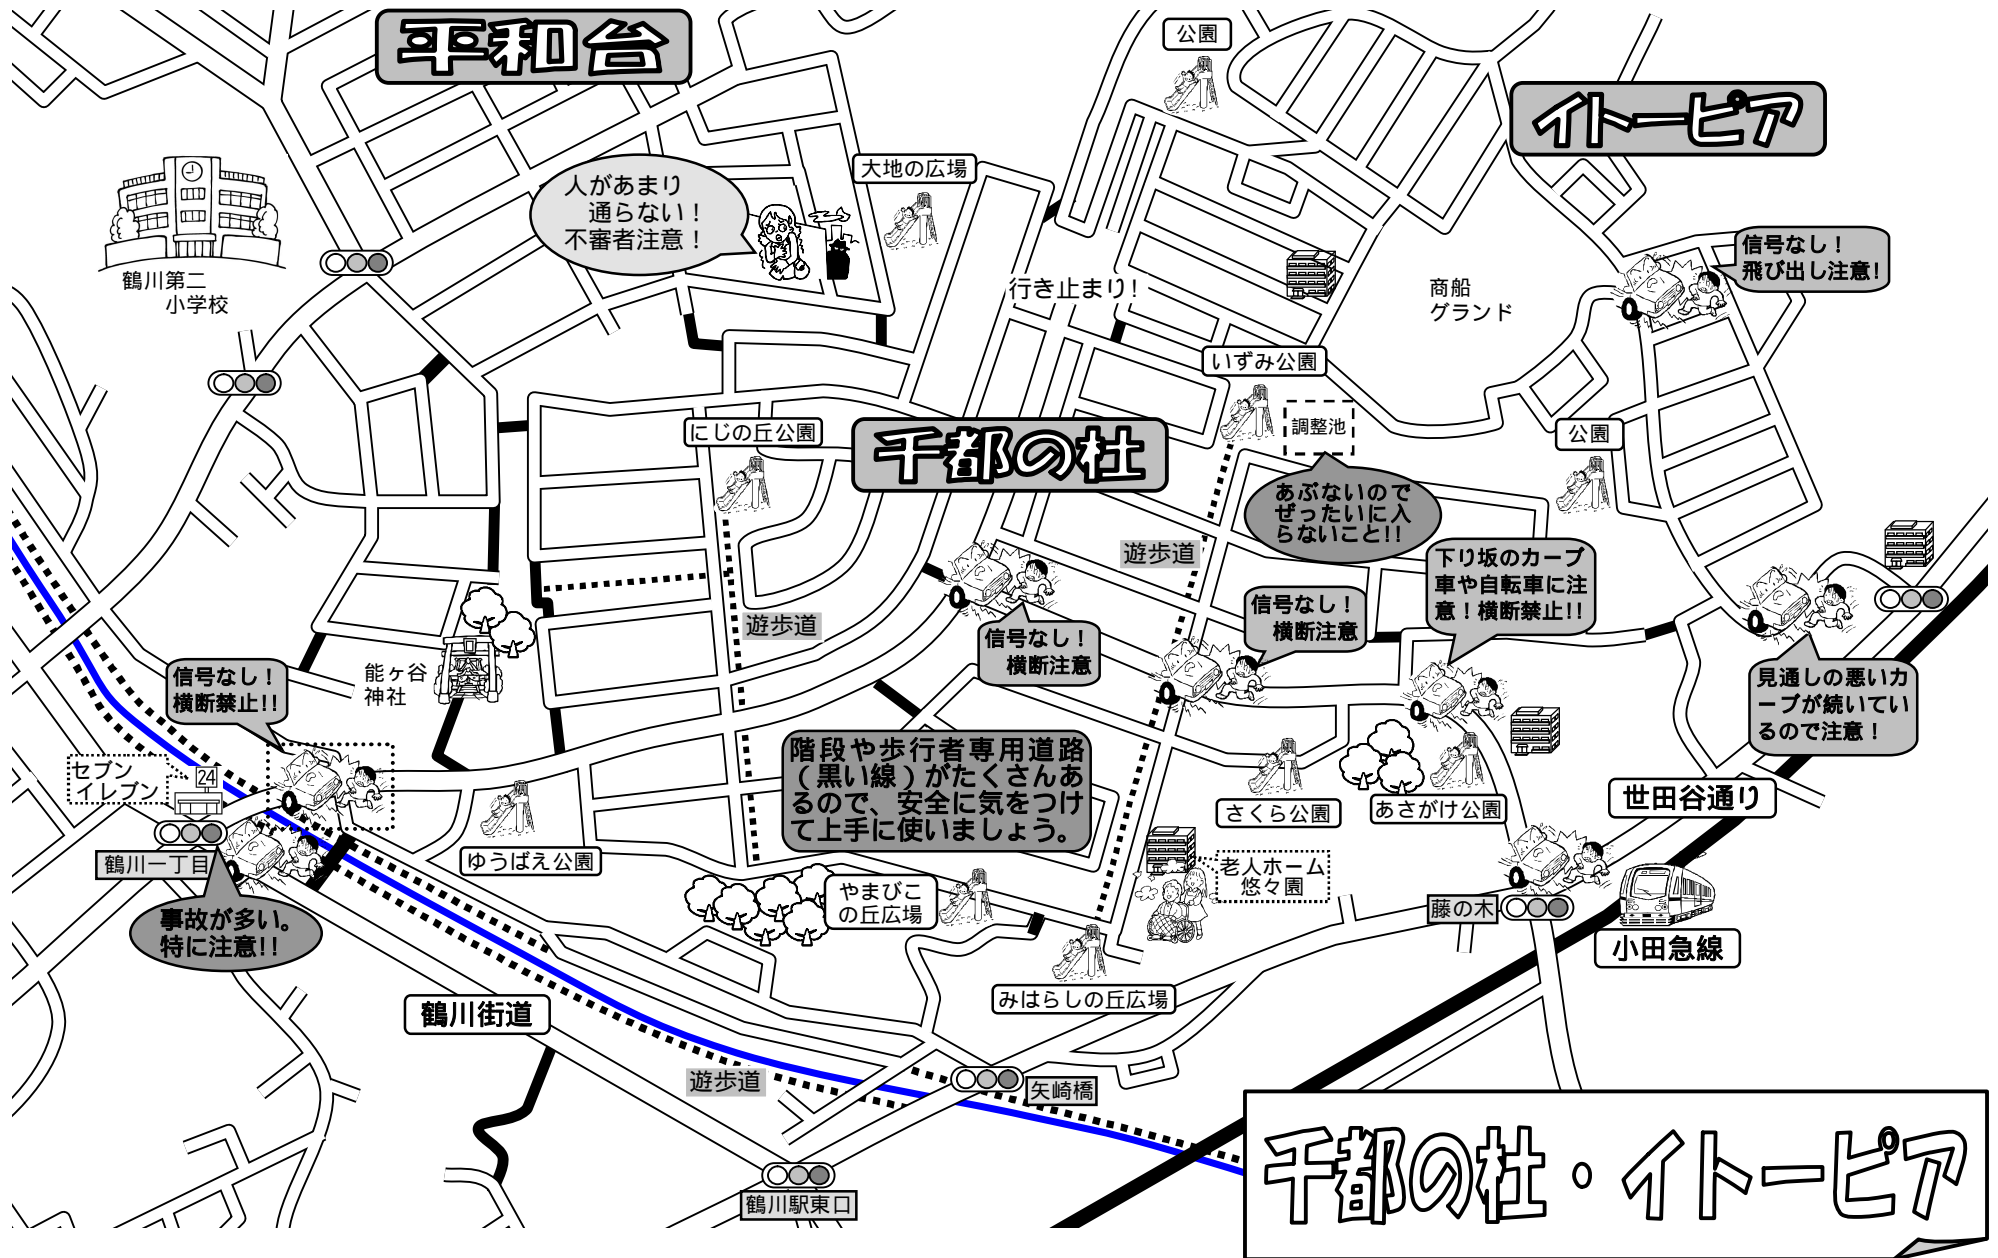 平和台
公園
イトーピア
人があまり
通らない！
不審者注意！
大地の広場
信号なし！
飛び出し注意!
鶴川第二
小学校
行き止まり!
商船
グランド
いずみ公園
にじの丘公園
千都の杜
調整池
公園
あぶないので
ぜったいに入
らないこと!!
遊歩道
下り坂のカーブ
車や自転車に注
意！横断禁止!!
信号なし！
横断注意
遊歩道
信号なし！
横断注意
能ヶ谷
神社
信号なし！
横断禁止!!
見通しの悪いカ
ーブが続いてい
るので注意！
セブン
イレブン
24
階段や歩行者専用道路
（黒い線）がたくさんあ
るので、安全に気をつけ
て上手に使いましょう。
世田谷通り
さくら公園
あさがけ公園
鶴川一丁目
ゆうばえ公園
老人ホーム
悠々園
やまびこ
の丘広場
藤の木
事故が多い。
特に注意!!
小田急線
みはらしの丘広場
鶴川街道
遊歩道
矢崎橋
鶴川駅東口
千都の杜・イトーピア